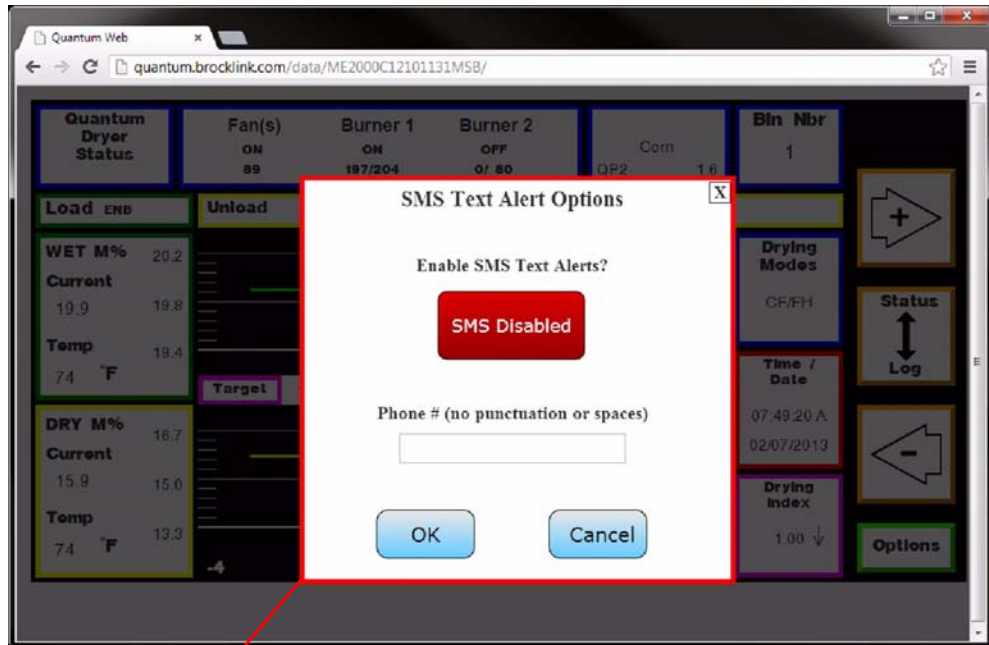 Quantum Web
quantum.brocklink.com/data/ME2000C12101131MSB/
Quantum
Dryer
Status
Fan(s)
ON
89
Burner 1
ON
197/204
Burner 2
OFF
0/ 80
Corn
QP2 1.6
Bin Nbr
1
Load ENB
Unload
WET M%
20.2
Current
19.9
19.8
Temp
19.4
74 °F
Target
DRY M%
16.7
Current
15.9
15.0
Temp
13.3
74 °F
-4
SMS Text Alert Options
X
Enable SMS Text Alerts?
SMS Disabled
Phone # (no punctuation or spaces)
OK
Cancel
Drying
Modes
CF/FH
Time /
Date
07:49:20 A
02/07/2013
Drying
Index
1.00
+
Status
Log
-
Options